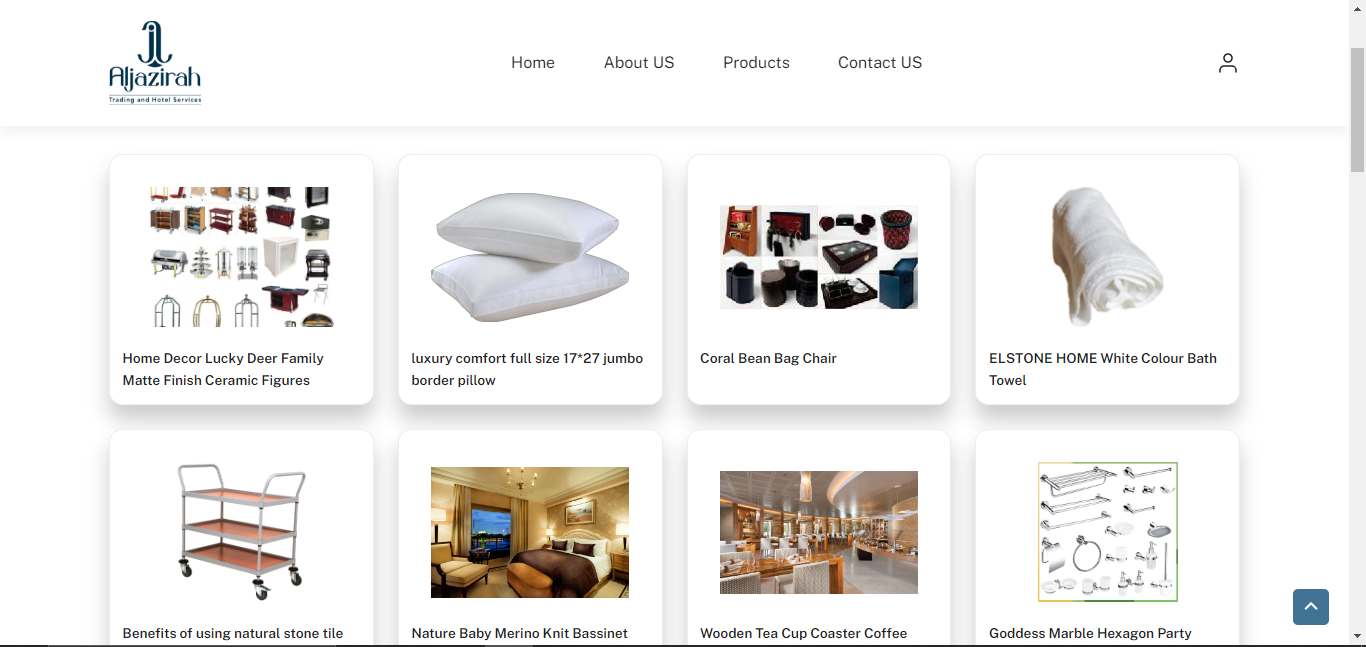 Aljazirah
Trading and Hotel Services
Home
About US
Products
Contact US
Home Decor Lucky Deer Family
Matte Finish Ceramic Figures
luxury comfort full size 17*27 jumbo
border pillow
Coral Bean Bag Chair
ELSTONE HOME White Colour Bath
Towel
Benefits of using natural stone tile
Nature Baby Merino Knit Bassinet
Wooden Tea Cup Coaster Coffee
Goddess Marble Hexagon Party